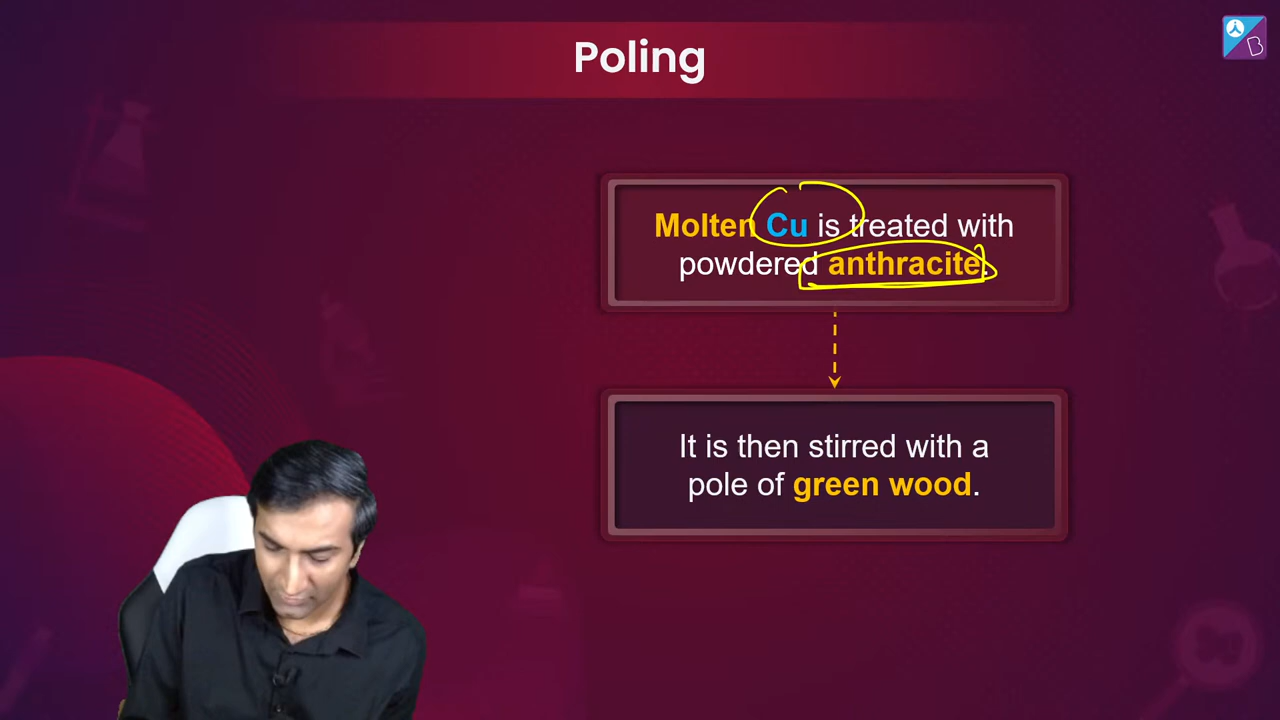 Poling
Molten Cu is treated with
powdered anthracite.
It is then stirred with a
pole of green wood.
B